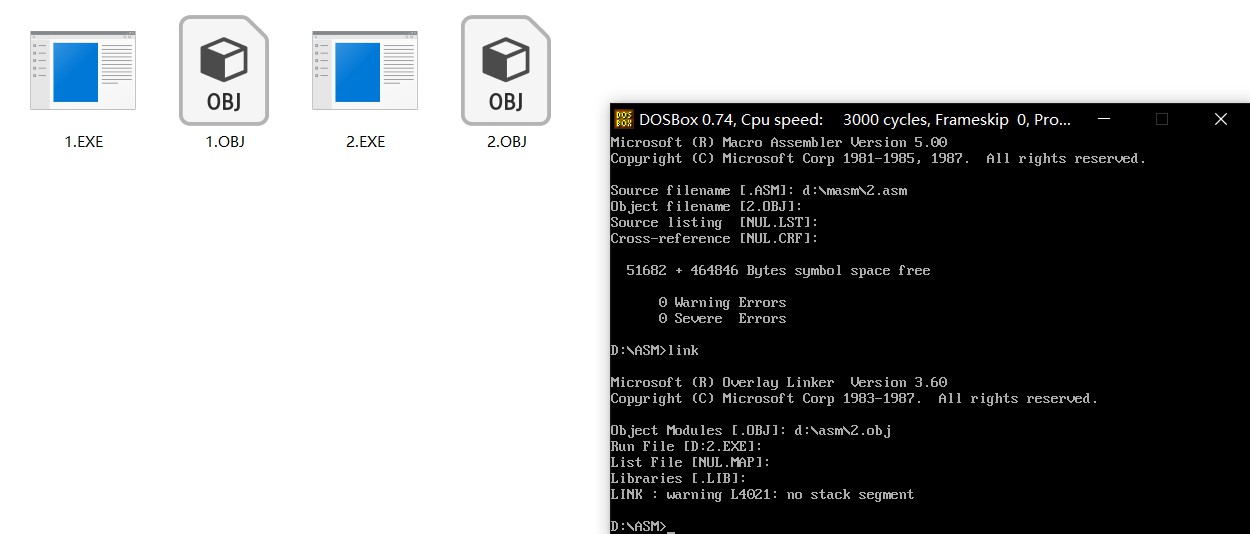 OBJ
OBJ
1.EXE
1.OBJ
2.EXE
2.OBJ
DOS BOX
DOSBox 0.74, Cpu speed: 3000 cycles, Frameskip 0, Pro...
Microsoft (R) Macro Assembler Version 5.00
Copyright (C) Microsoft Corp 1981-1985, 1987.  All rights reserved.
Source filename [.ASM]: d:\masm\2.asm
Object filename [2.OBJ]:
Source listing  [NUL.LST]:
Cross-reference [NUL.CRF]:
51682 + 464846 Bytes symbol space free
0 Warning Errors
0 Severe  Errors
D:\ASM>link
Microsoft (R) Overlay Linker  Version 3.60
Copyright (C) Microsoft Corp 1983-1987.  All rights reserved.
Object Modules [.OBJ]: d:\asm\2.obj
Run File [D:2.EXE]:
List File [NUL.MAP]:
Libraries [.LIB]:
LINK : warning L4021: no stack segment
D:\ASM>_